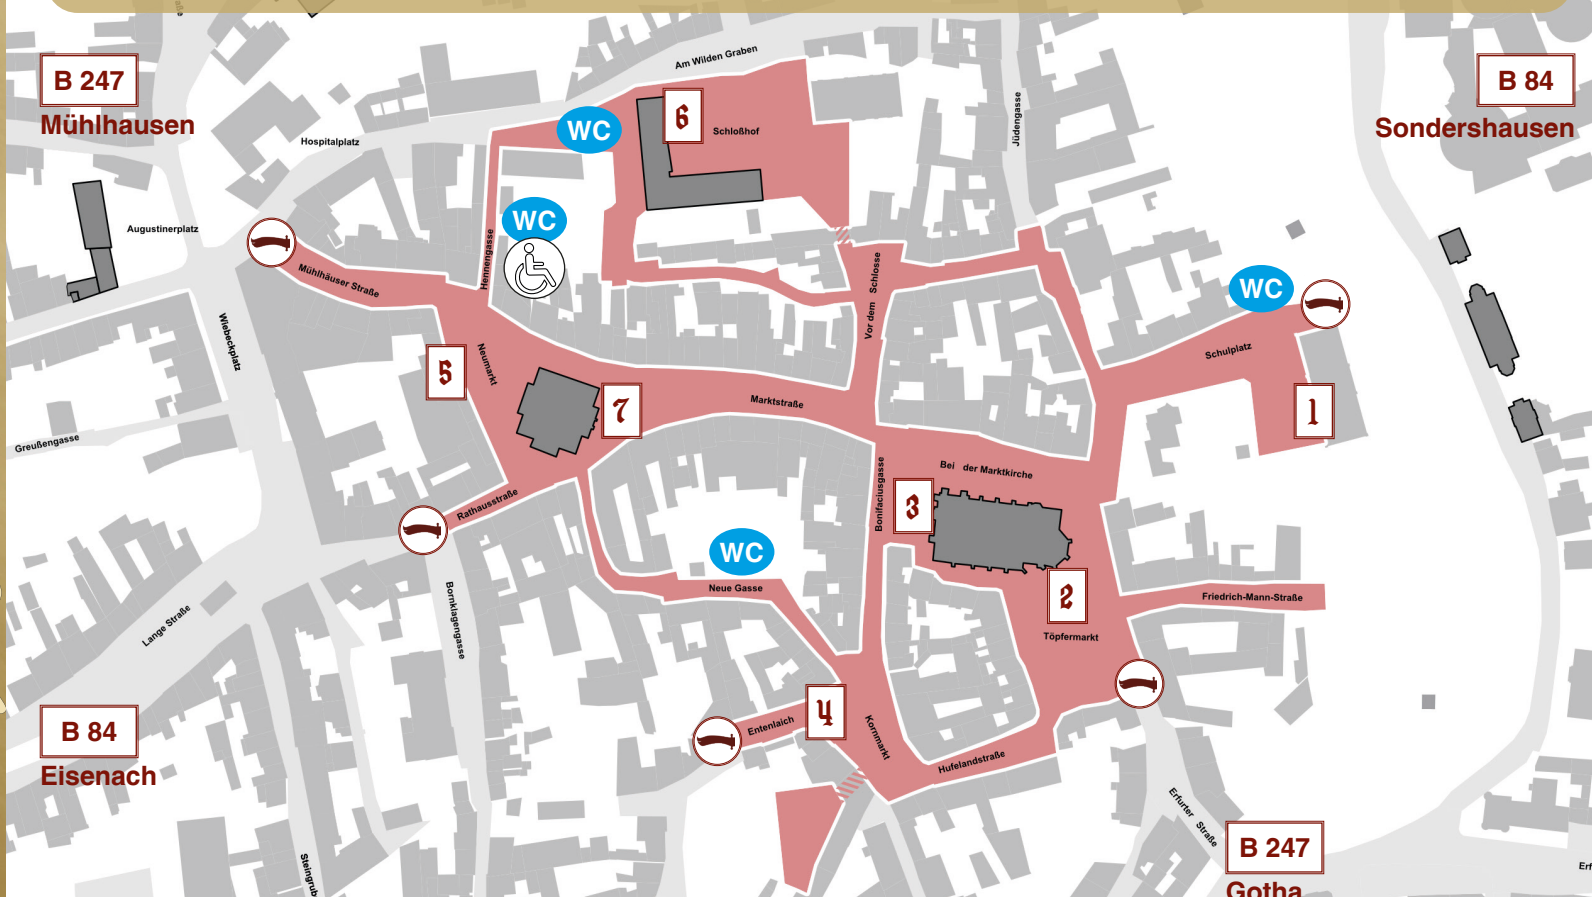 B 247
Mühlhausen
B 84
Sondershausen
Am Wilden Graben
6
Schloßhof
WC
Hospitalplatz
Jüdengasse
Augustinerplatz
WC
Hennengasse
Mühlhäuser Straße
Vor dem Schlosse
WC
Wiebeckplatz
Neumarkt
Schulplatz
5
7
Marktstraße
1
Greußengasse
Bei der Marktkirche
Bonifaciusgasse
3
Rathausstraße
WC
Neue Gasse
2
Friedrich-Mann-Straße
Lange Straße
Bornklagengasse
Töpfermarkt
4
Entenlaich
Kornmarkt
Hufelandstraße
B 84
Eisenach
Erfurter Straße
B 247
Gotha
Steingrub
Erf